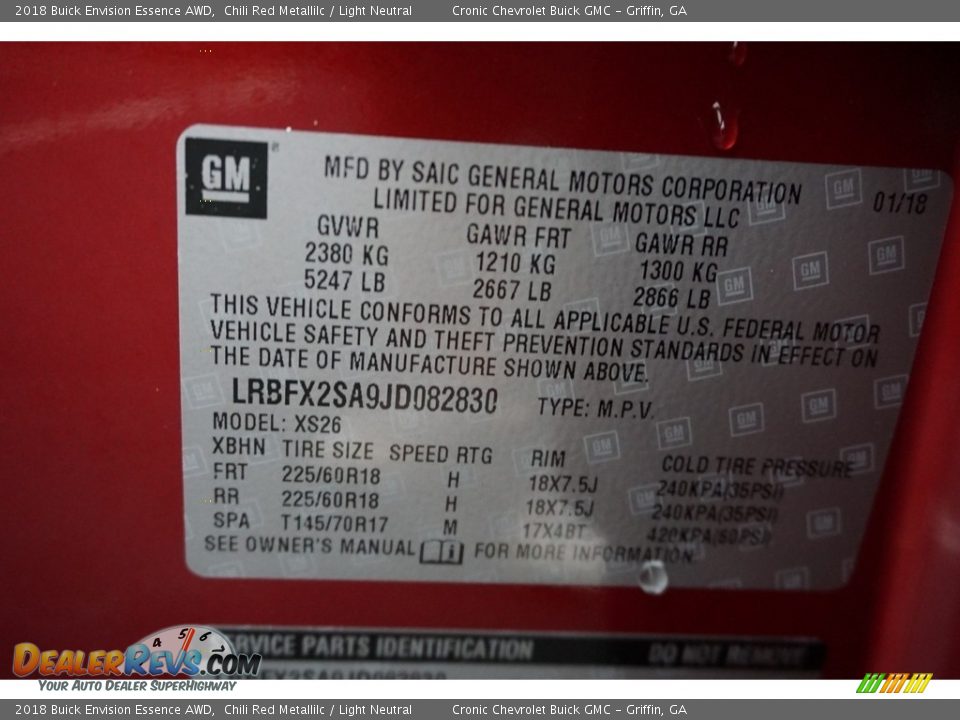 2018 Buick Envision Essence AWD,  Chili Red Metallilc / Light Neutral        Cronic Chevrolet Buick GMC - Griffin, GA
GM
MFD BY SAIC GENERAL MOTORS CORPORATION 01/18
LIMITED FOR GENERAL MOTORS LLC
GVWR GAWR FRT GAWR RR
2380 KG 1210 KG 1300 KG
5247 LB 2667 LB 2866 LB
THIS VEHICLE CONFORMS TO ALL APPLICABLE U.S. FEDERAL MOTOR
VEHICLE SAFETY AND THEFT PREVENTION STANDARDS IN EFFECT ON
THE DATE OF MANUFACTURE SHOWN ABOVE.
LRBFX2SA9JD082830 TYPE: M.P.V.
MODEL: XS26
XBHN TIRE SIZE SPEED RTG RIM COLD TIRE PRESSURE
FRT 225/60R18 H 18X7.5J 240KPA(35PSI)
RR 225/60R18 H 18X7.5J 240KPA(35PSI)
SPA T145/70R17 M 17X4BT 420KPA(60PSI)
SEE OWNER'S MANUAL FOR MORE INFORMATION
SERVICE PARTS IDENTIFICATION DO NOT REMOVE
DealerRevs.com
Your Auto Dealer SuperHighway
2018 Buick Envision Essence AWD,  Chili Red Metallilc / Light Neutral        Cronic Chevrolet Buick GMC - Griffin, GA